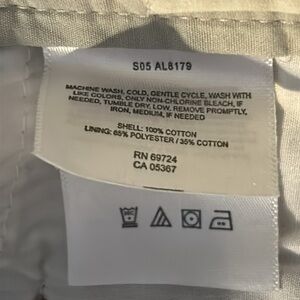 S05 AL8179
MACHINE WASH, COLD, GENTLE CYCLE, WASH WITH
LIKE COLORS, ONLY NON-CHLORINE BLEACH, IF
NEEDED, TUMBLE DRY, LOW, REMOVE PROMPTLY,
IRON, MEDIUM, IF NEEDED
SHELL: 100% COTTON
LINING: 65% POLYESTER / 35% COTTON
RN 69724
CA 05367